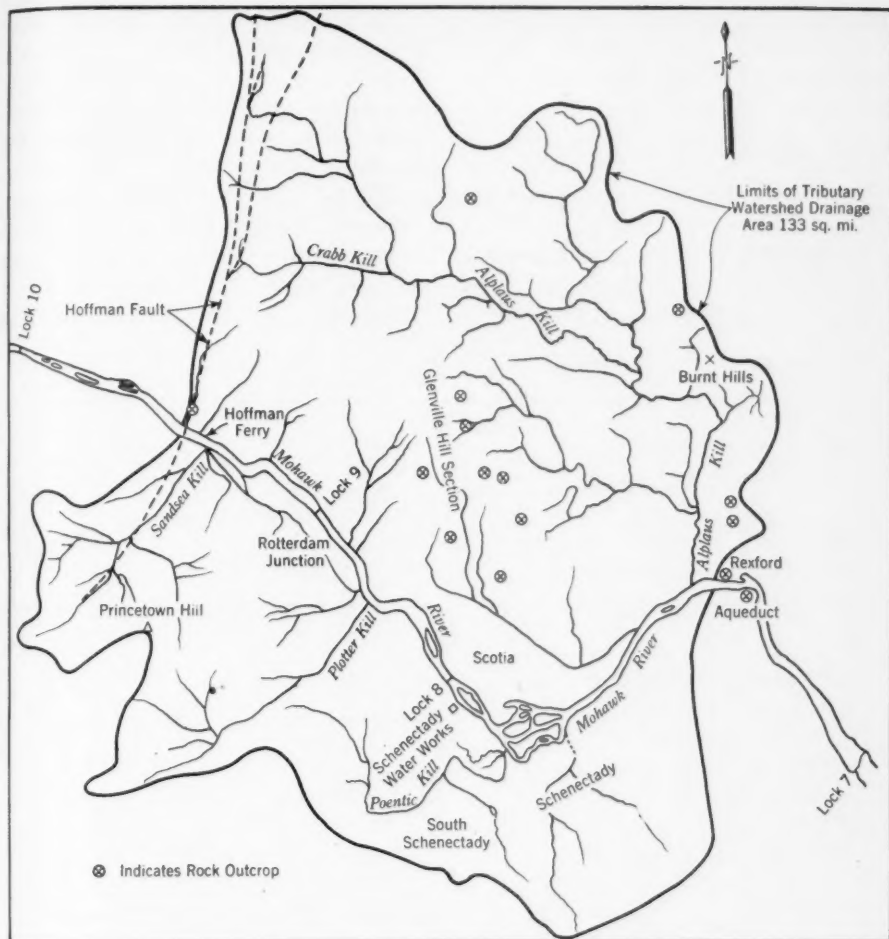 N
Limits of Tributary
Watershed Drainage
Area 133 sq. mi.
Crabb Kill
Alplaus
Kill
Hoffman Fault
Lock 10
Burnt Hills
Glenville Hill Section
Hoffman
Ferry
Mohawk
Lock 9
Sandsea Kill
Kill
Alplaus
Rotterdam
Junction
Rexford
Aqueduct
Princetown Hill
River
Plotter Kill
Scotia
River
Mohawk
Lock 8
Schenectady
Water Works
Poentic
Kill
Schenectady
Lock 7
South
Schenectady
⊗ Indicates Rock Outcrop